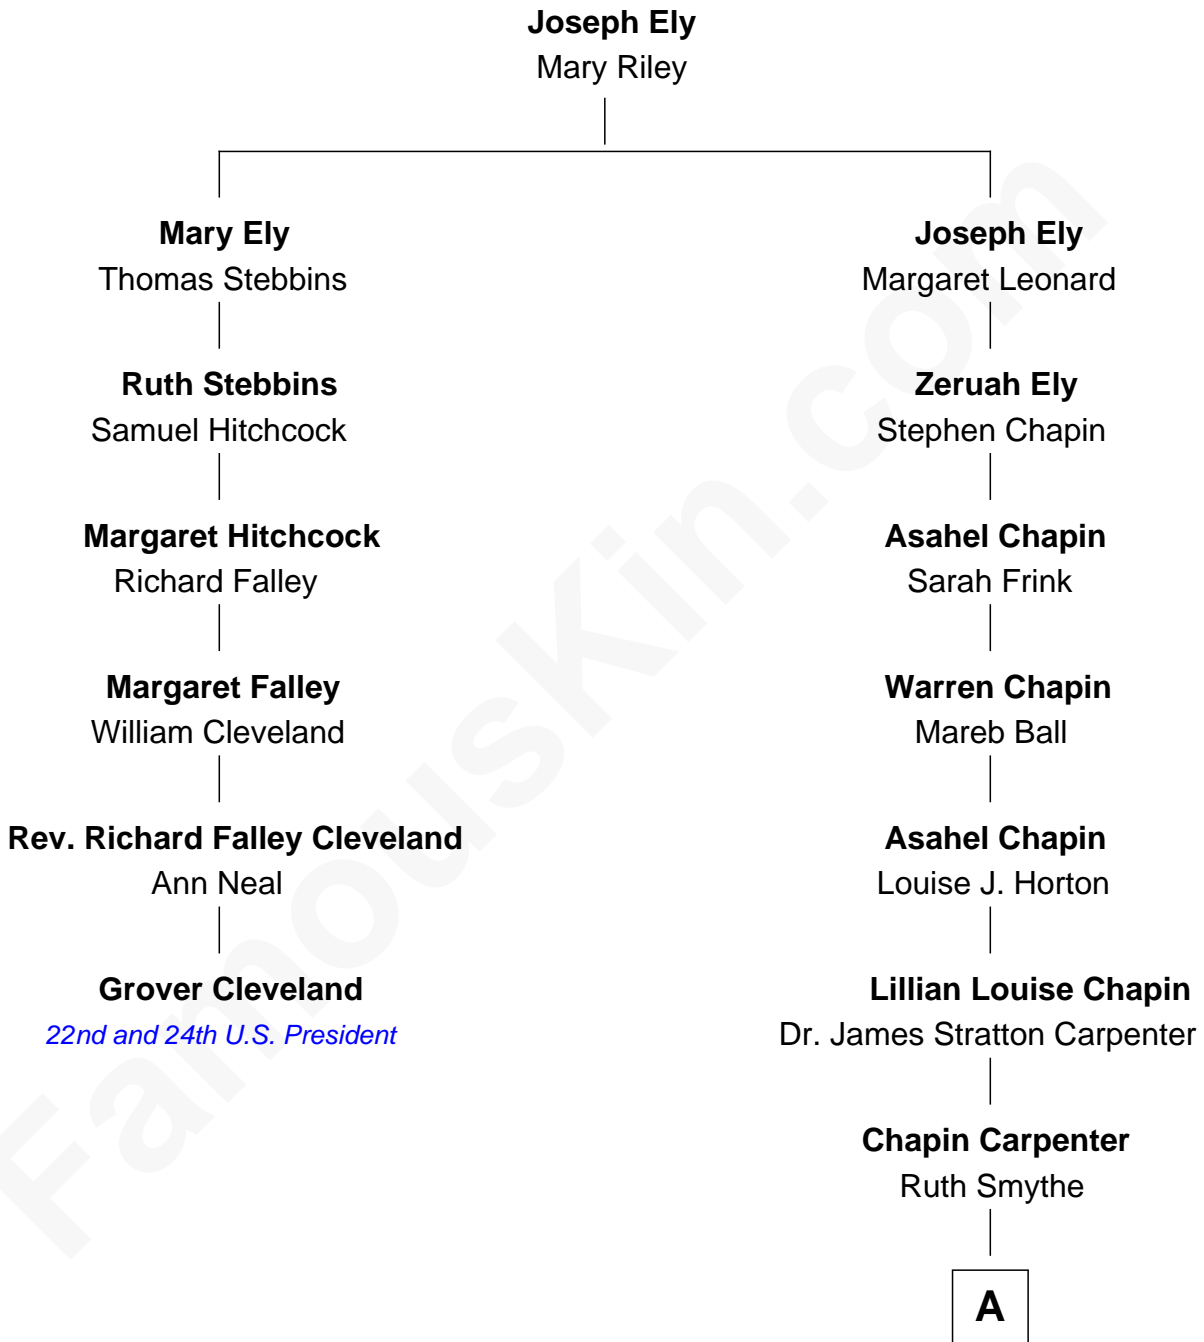 Joseph Ely
Mary Riley
Mary Ely
Thomas Stebbins
Ruth Stebbins
Samuel Hitchcock
Margaret Hitchcock
Richard Falley
Margaret Falley
William Cleveland
Rev. Richard Falley Cleveland
Ann Neal
Grover Cleveland
22nd and 24th U.S. President
Joseph Ely
Margaret Leonard
Zeruah Ely
Stephen Chapin
Asahel Chapin
Sarah Frink
Warren Chapin
Mareb Ball
Asahel Chapin
Louise J. Horton
Lillian Louise Chapin
Dr. James Stratton Carpenter
Chapin Carpenter
Ruth Smythe
A
FamousKin.com